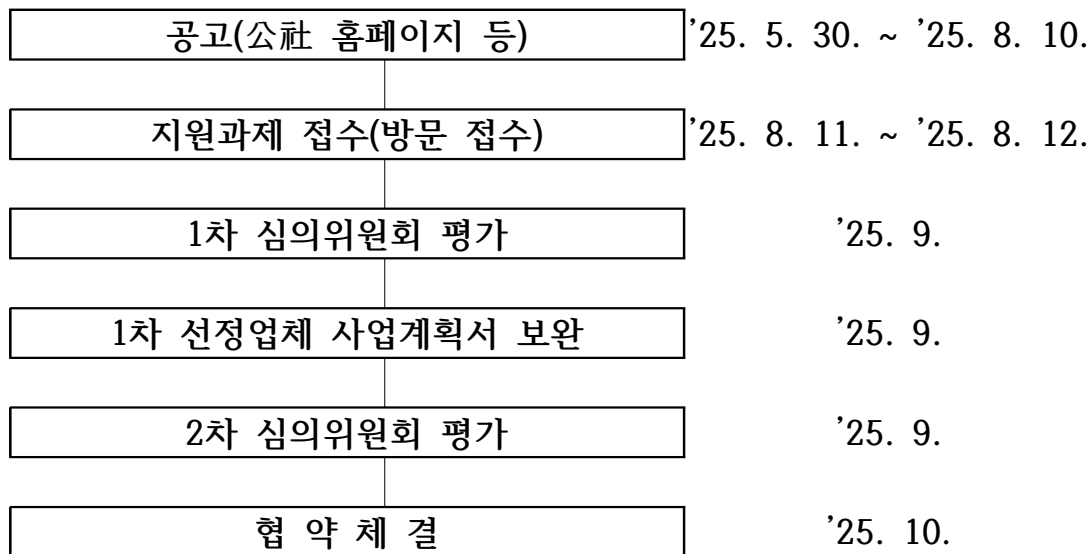 공고(公社 홈페이지 등) ’25. 5. 30. ~ ’25. 8. 10.
지원과제 접수(방문 접수) ’25. 8. 11. ~ ’25. 8. 12.
1차 심의위원회 평가 ’25. 9.
1차 선정업체 사업계획서 보완 ’25. 9.
2차 심의위원회 평가 ’25. 9.
협 약 체 결 ’25. 10.